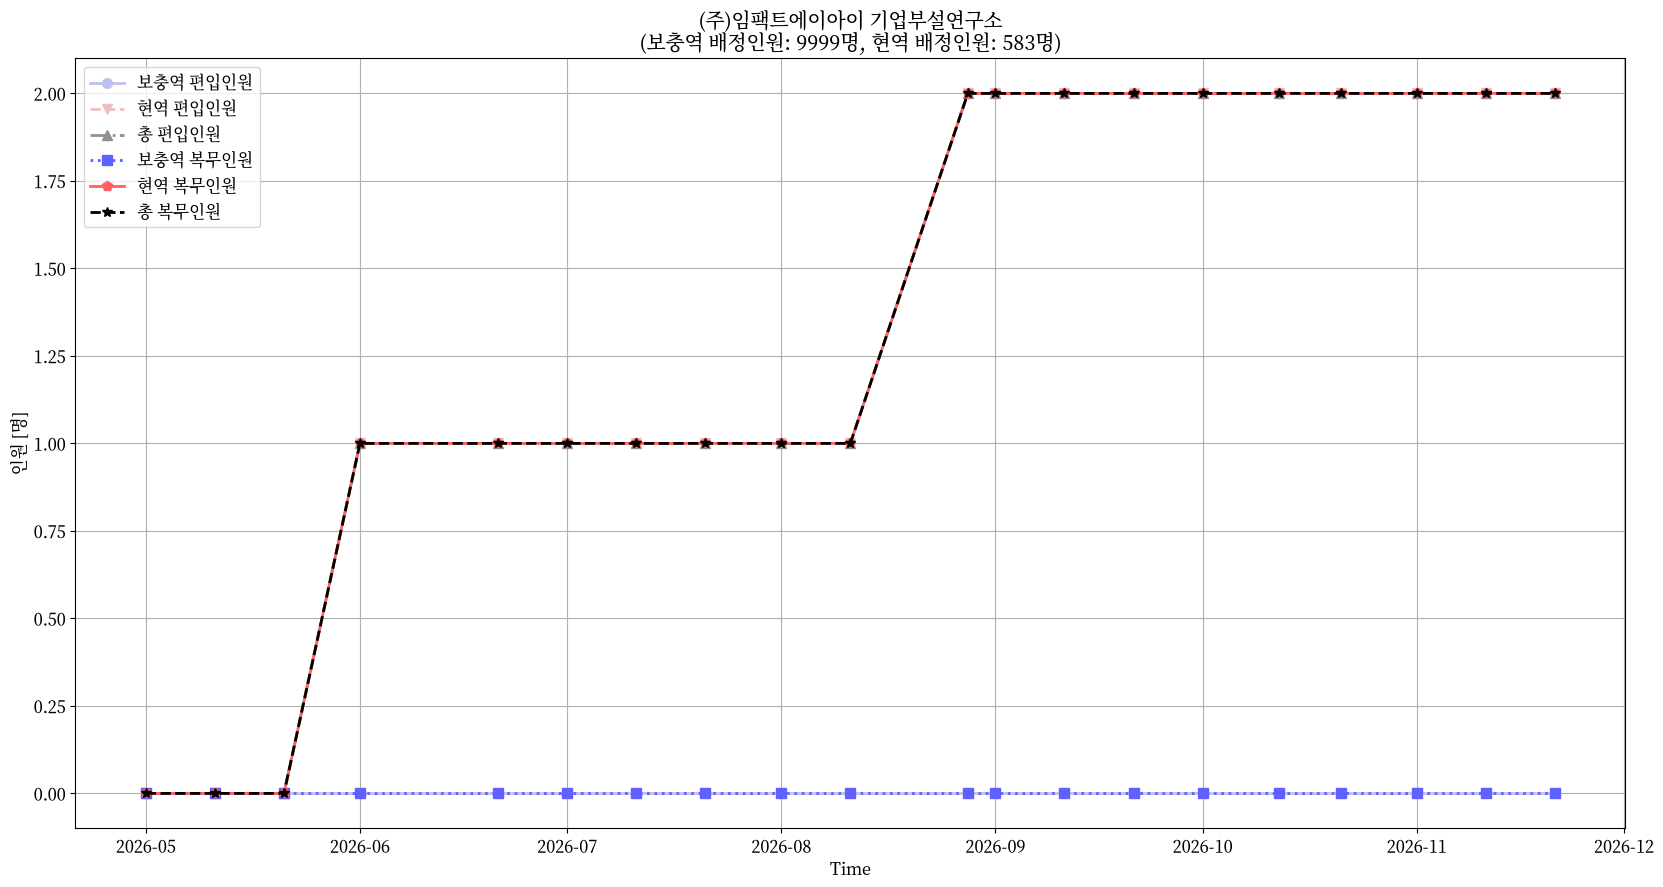 (주)임팩트에이아이 기업부설연구소
(보충역 배정인원: 9999명, 현역 배정인원: 583명)
보충역 편입인원
현역 편입인원
총 편입인원
보충역 복무인원
현역 복무인원
총 복무인원
2.00
1.75
1.50
1.25
1.00
0.75
0.50
0.25
0.00
인원 [명]
2026-05
2026-06
2026-07
2026-08
2026-09
2026-10
2026-11
2026-12
Time